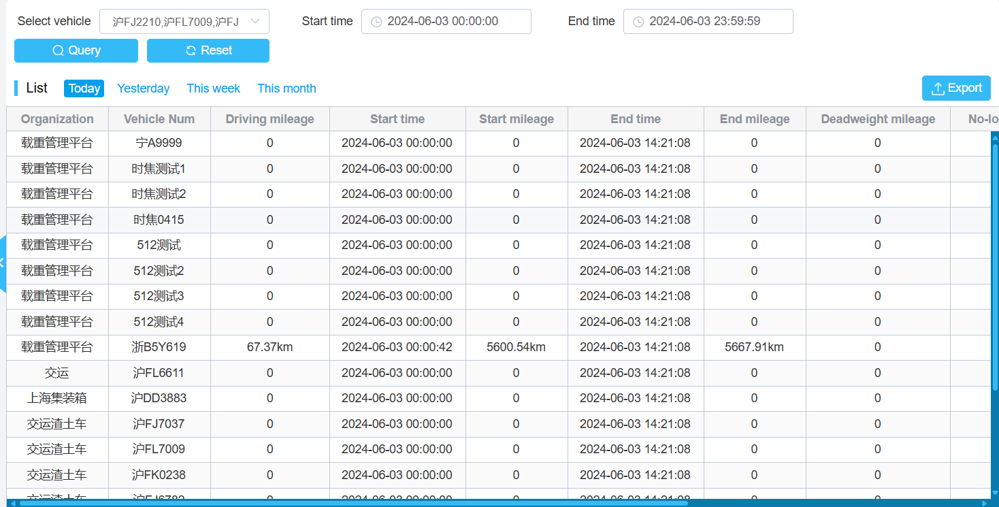 Select vehicle 沪FJ2210,沪FL7009,沪FJ Start time 2024-06-03 00:00:00 End time 2024-06-03 23:59:59
Query Reset
List Today Yesterday This week This month Export
Organization Vehicle Num Driving mileage Start time Start mileage End time End mileage Deadweight mileage No-lo
载重管理平台 宁A9999 0 2024-06-03 00:00:00 0 2024-06-03 14:21:08 0 0
载重管理平台 时焦测试1 0 2024-06-03 00:00:00 0 2024-06-03 14:21:08 0 0
载重管理平台 时焦测试2 0 2024-06-03 00:00:00 0 2024-06-03 14:21:08 0 0
载重管理平台 时焦0415 0 2024-06-03 00:00:00 0 2024-06-03 14:21:08 0 0
载重管理平台 512测试 0 2024-06-03 00:00:00 0 2024-06-03 14:21:08 0 0
载重管理平台 512测试2 0 2024-06-03 00:00:00 0 2024-06-03 14:21:08 0 0
载重管理平台 512测试3 0 2024-06-03 00:00:00 0 2024-06-03 14:21:08 0 0
载重管理平台 512测试4 0 2024-06-03 00:00:00 0 2024-06-03 14:21:08 0 0
载重管理平台 浙B5Y619 67.37km 2024-06-03 00:00:42 5600.54km 2024-06-03 14:21:08 5667.91km 0
交运 沪FL6611 0 2024-06-03 00:00:00 0 2024-06-03 14:21:08 0 0
上海集装箱 沪DD3883 0 2024-06-03 00:00:00 0 2024-06-03 14:21:08 0 0
交运渣土车 沪FJ7037 0 2024-06-03 00:00:00 0 2024-06-03 14:21:08 0 0
交运渣土车 沪FL7009 0 2024-06-03 00:00:00 0 2024-06-03 14:21:08 0 0
交运渣土车 沪FK0238 0 2024-06-03 00:00:00 0 2024-06-03 14:21:08 0 0
交运渣土车 0 2024-06-03 00:00:00 0 2024-06-03 14:21:08 0 0